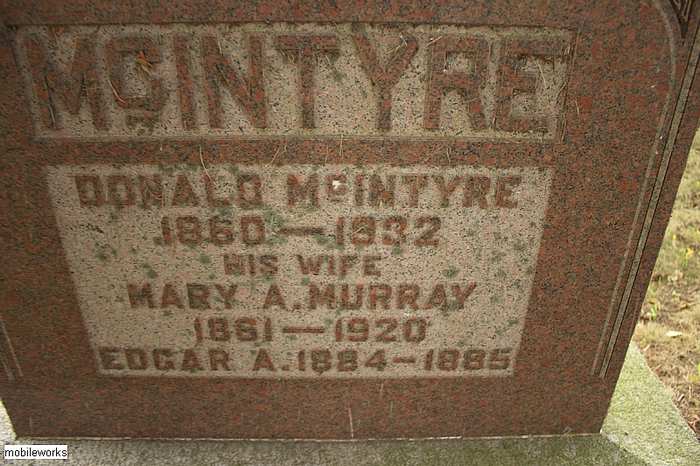 McINTYRE
DONALD McINTYRE
1860—1932
HIS WIFE
MARY A. MURRAY
1861—1920
EDGAR A. 1884-1885
mobileworks